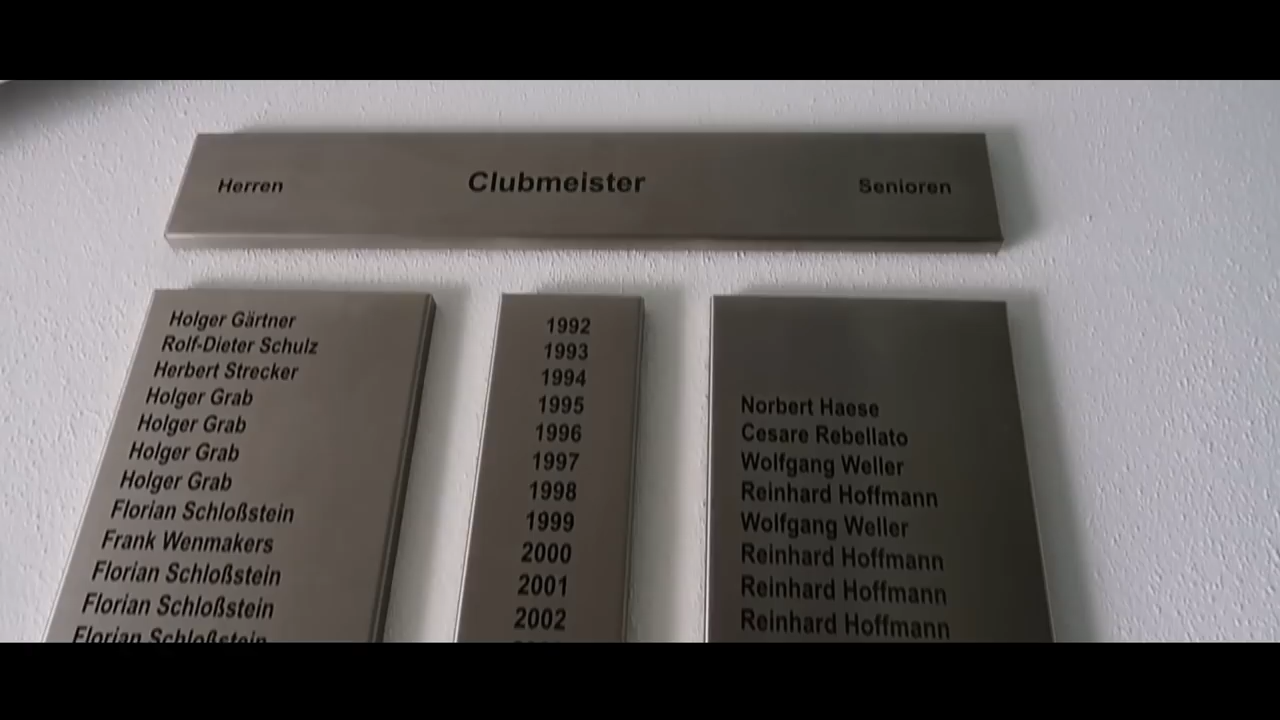 Herren Clubmeister Senioren
Holger Gärtner 1992
Rolf-Dieter Schulz 1993
Herbert Strecker 1994
Holger Grab 1995 Norbert Haese
Holger Grab 1996 Cesare Rebellato
Holger Grab 1997 Wolfgang Weller
Holger Grab 1998 Reinhard Hoffmann
Florian Schloßstein 1999 Wolfgang Weller
Frank Wenmakers 2000 Reinhard Hoffmann
Florian Schloßstein 2001 Reinhard Hoffmann
Florian Schloßstein 2002 Reinhard Hoffmann
Florian Schloßstein